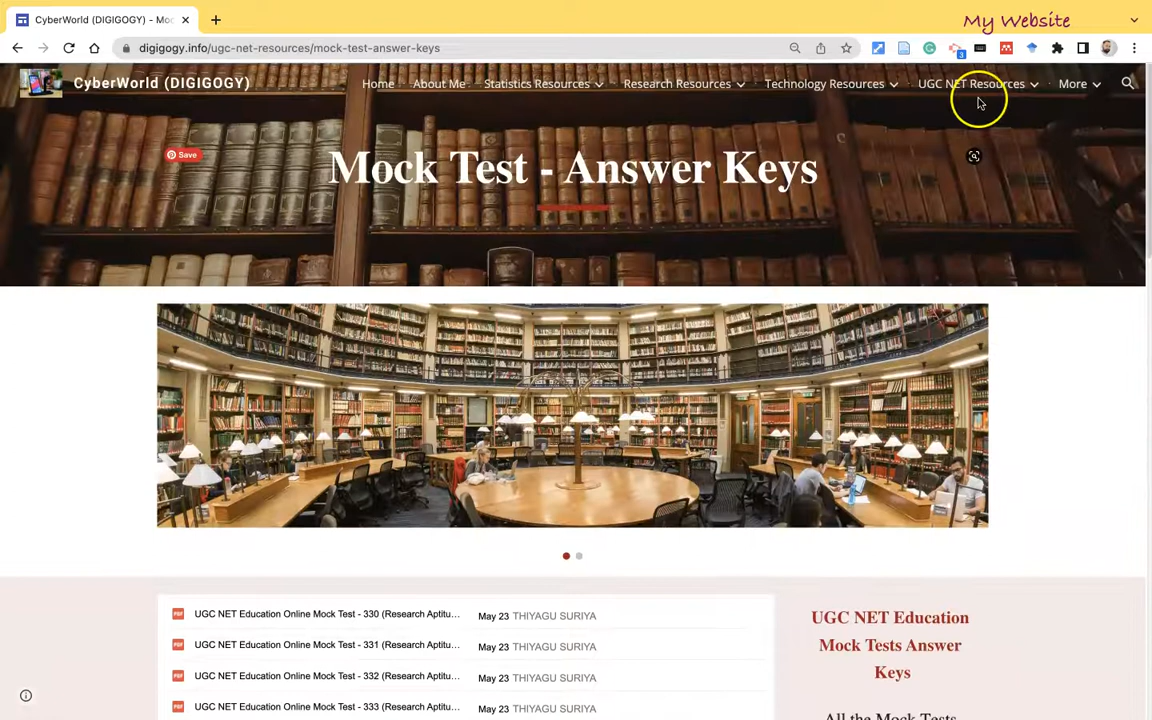 CyberWorld (DIGIGOGY) - Moc
My Website
digigogy.info/ugc-net-resources/mock-test-answer-keys
3
CyberWorld (DIGIGOGY)
Home
About Me
Statistics Resources
Research Resources
Technology Resources
UGC NET Resources
More
Save
Mock Test - Answer Keys
UGC NET Education Online Mock Test - 330 (Research Aptitu...
May 23 THIYAGU SURIYA
UGC NET Education Online Mock Test - 331 (Research Aptitu...
May 23 THIYAGU SURIYA
UGC NET Education Online Mock Test - 332 (Research Aptitu...
May 23 THIYAGU SURIYA
UGC NET Education Online Mock Test - 333 (Research Aptitu...
May 23 THIYAGU SURIYA
UGC NET Education
Mock Tests Answer
Keys
All the Mock Tests